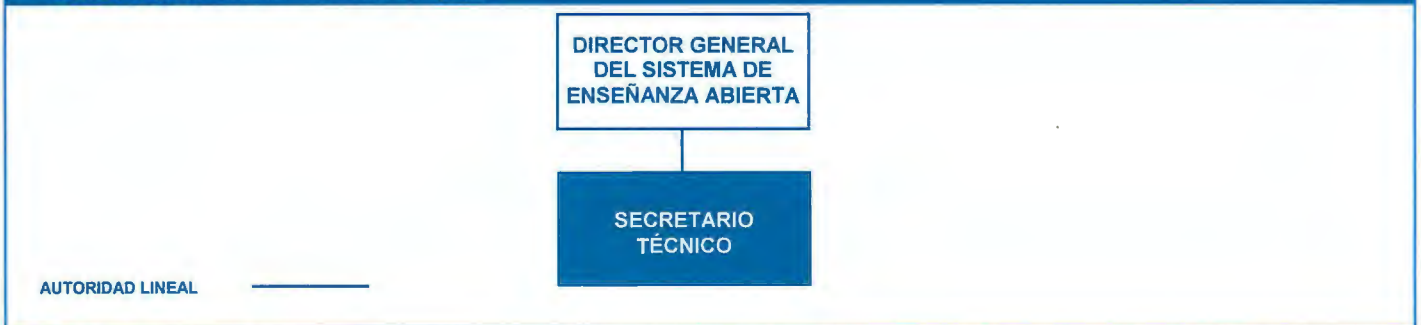 DIRECTOR GENERAL
DEL SISTEMA DE
ENSEÑANZA ABIERTA
SECRETARIO
TÉCNICO
AUTORIDAD LINEAL